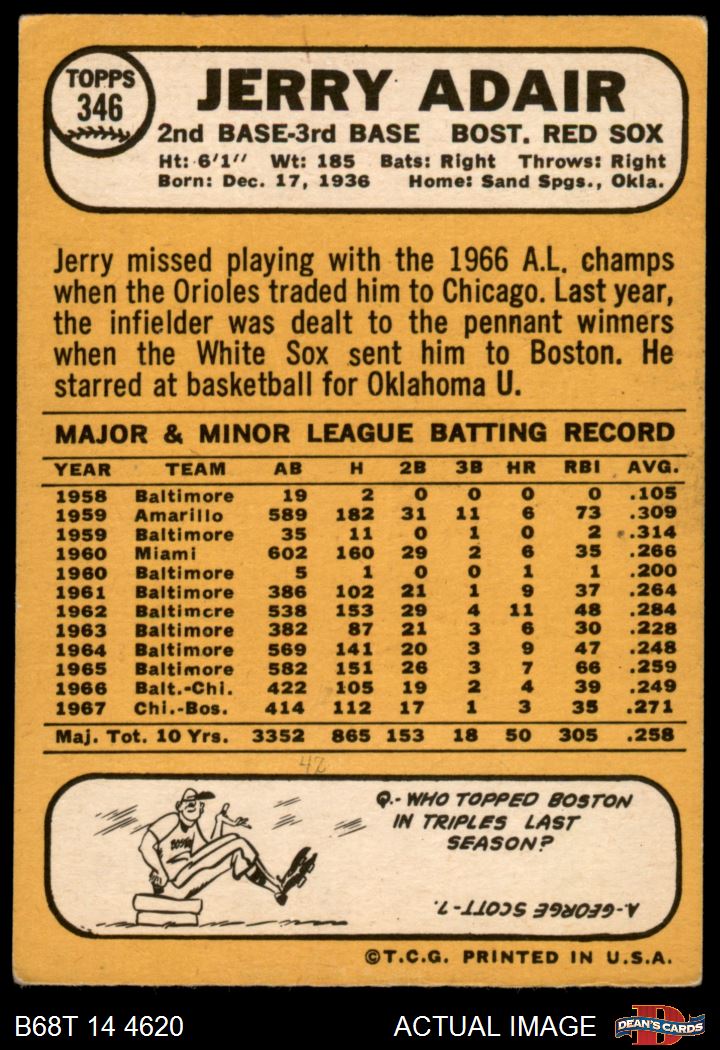 TOPPS
346
JERRY ADAIR
2nd BASE-3rd BASE BOST. RED SOX
Ht: 6'1" Wt: 185 Bats: Right Throws: Right
Born: Dec. 17, 1936 Home: Sand Spgs., Okla.
Jerry missed playing with the 1966 A.L. champs
when the Orioles traded him to Chicago. Last year,
the infielder was dealt to the pennant winners
when the White Sox sent him to Boston. He
starred at basketball for Oklahoma U.
MAJOR & MINOR LEAGUE BATTING RECORD
YEAR TEAM AB H 2B 3B HR RBI AVG.
1958 Baltimore 19 2 0 0 0 0 .105
1959 Amarillo 589 182 31 11 6 73 .309
1959 Baltimore 35 11 0 1 0 2 .314
1960 Miami 602 160 29 2 6 35 .266
1960 Baltimore 5 1 0 0 1 1 .200
1961 Baltimore 386 102 21 1 9 37 .264
1962 Baltimore 538 153 29 4 11 48 .284
1963 Baltimore 382 87 21 3 6 30 .228
1964 Baltimore 569 141 20 3 9 47 .248
1965 Baltimore 582 151 26 3 7 66 .259
1966 Balt.-Chi. 422 105 19 2 4 39 .249
1967 Chi.-Bos. 414 112 17 1 3 35 .271
Maj. Tot. 10 Yrs. 3352 865 153 18 50 305 .258
42
Q.- WHO TOPPED BOSTON
IN TRIPLES LAST
SEASON?
A-GEORGE SCOTT-7.
©T.C.G. PRINTED IN U.S.A.
B68T 14 4620
ACTUAL IMAGE
DEAN'S CARDS